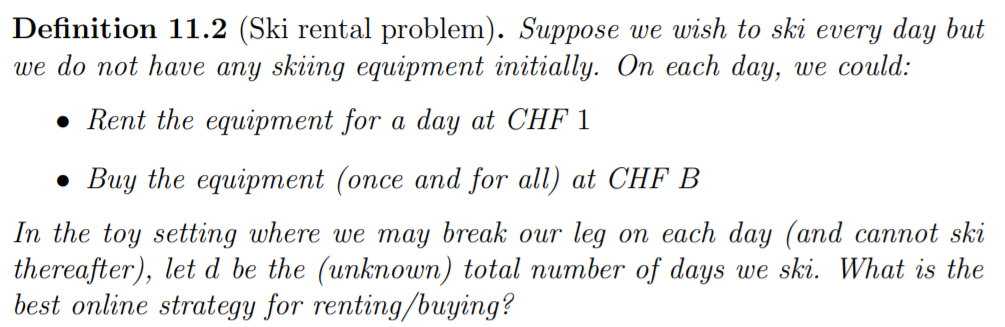 Definition 11.2 (Ski rental problem). Suppose we wish to ski every day but
we do not have any skiing equipment initially. On each day, we could:
• Rent the equipment for a day at CHF 1
• Buy the equipment (once and for all) at CHF B
In the toy setting where we may break our leg on each day (and cannot ski
thereafter), let d be the (unknown) total number of days we ski. What is the
best online strategy for renting/buying?